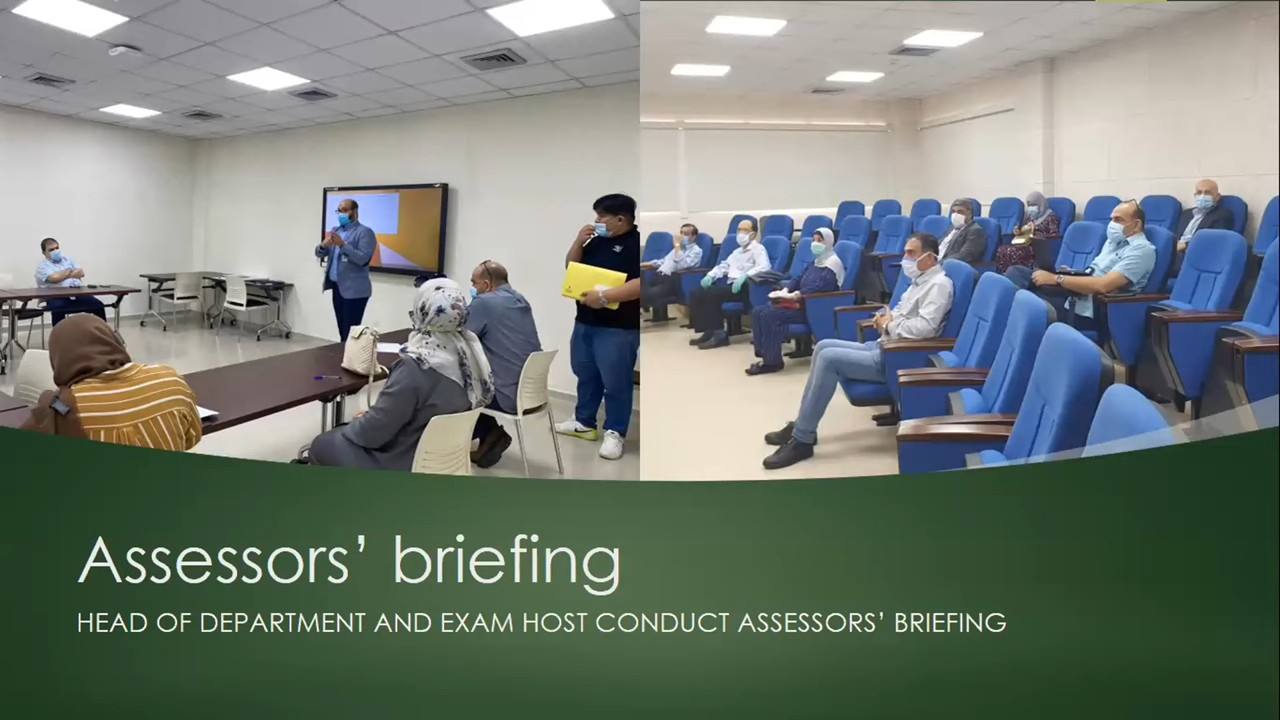 Assessors’ briefing
HEAD OF DEPARTMENT AND EXAM HOST CONDUCT ASSESSORS’ BRIEFING